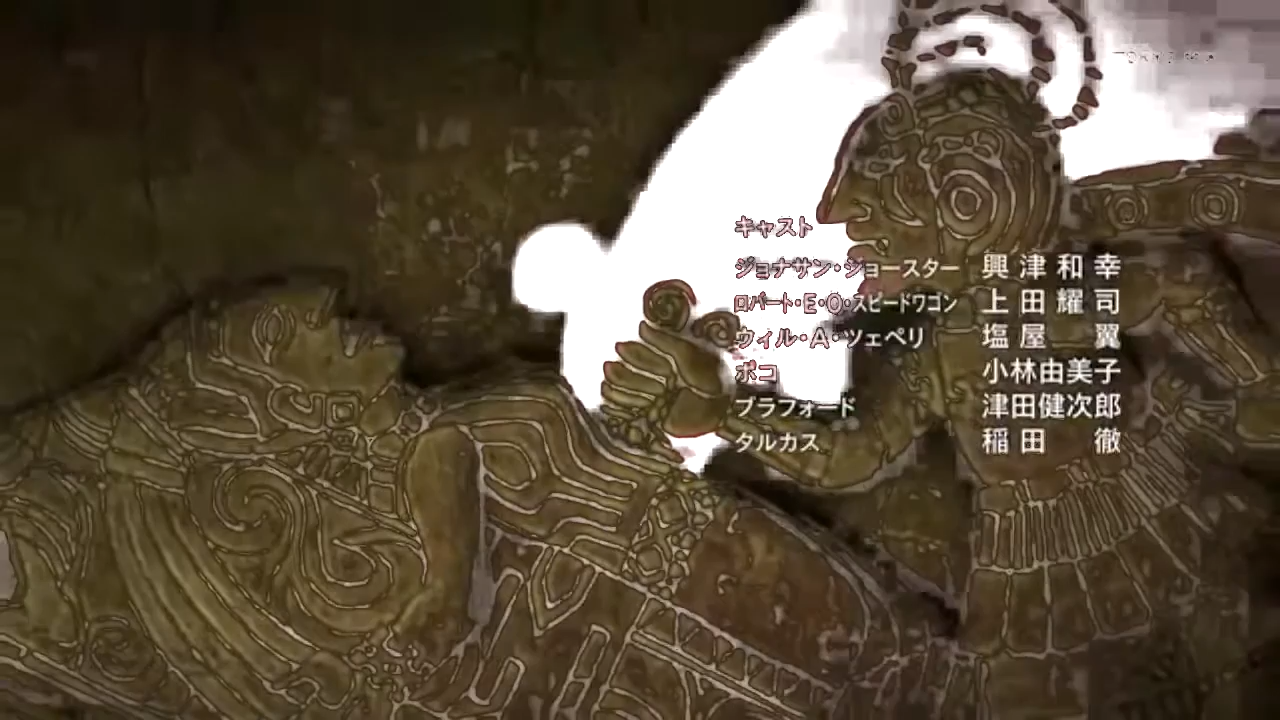 TOKYO MX
キャスト
ジョナサン・ジョースター 興津和幸
ロバート・E・O・スピードワゴン 上田耀司
ウィル・A・ツェペリ 塩屋 翼
ポコ 小林由美子
ブラフォード 津田健次郎
タルカス 稲田 徹